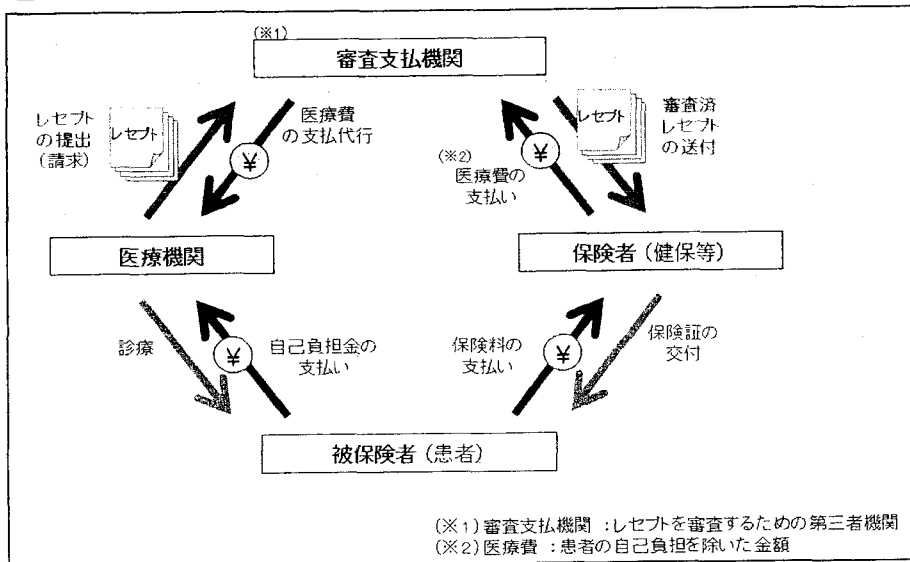 (※1)
審査支払機関
レセプト
の提出
(請求)
レセプト
医療費
の支払代行
¥
(※2)
医療費の
支払い
¥
レセプト
審査済
レセプト
の送付
医療機関
保険者 (健保等)
診療
¥
自己負担金の
支払い
保険料の
支払い
¥
保険証の
交付
被保険者 (患者)
(※1) 審査支払機関 :レセプトを審査するための第三者機関
(※2) 医療費 :患者の自己負担を除いた金額